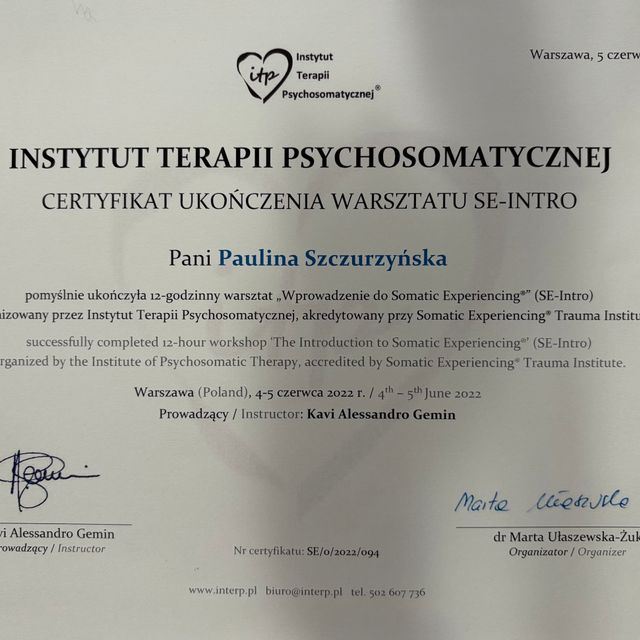 itp
Instytut
Terapii
Psychosomatycznej®
Warszawa, 5 czerw
INSTYTUT TERAPII PSYCHOSOMATYCZNEJ
CERTYFIKAT UKOŃCZENIA WARSZTATU SE-INTRO
Pani Paulina Szczurzyńska
pomyślnie ukończyła 12-godzinny warsztat „Wprowadzenie do Somatic Experiencing®” (SE-Intro)
nizowany przez Instytut Terapii Psychosomatycznej, akredytowany przy Somatic Experiencing® Trauma Institu
successfully completed 12-hour workshop ‘The Introduction to Somatic Experiencing®’ (SE-Intro)
rganized by the Institute of Psychosomatic Therapy, accredited by Somatic Experiencing® Trauma Institute.
Warszawa (Poland), 4-5 czerwca 2022 r. / 4th – 5th June 2022
Prowadzący / Instructor: Kavi Alessandro Gemin
Marta
vi Alessandro Gemin
rowadzący / Instructor
dr Marta Ułaszewska-Żuk
Organizator / Organizer
Nr certyfikatu: SE/0/2022/094
www.interp.pl biuro@interp.pl tel. 502 607 736